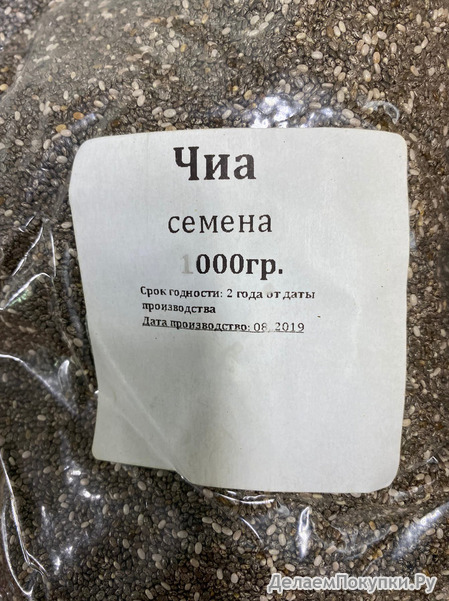 Чиа
семена
1000гр.
Срок годности: 2 года от даты
производства
Дата производство: 08. 2019
ДелаемПокупки.Ру